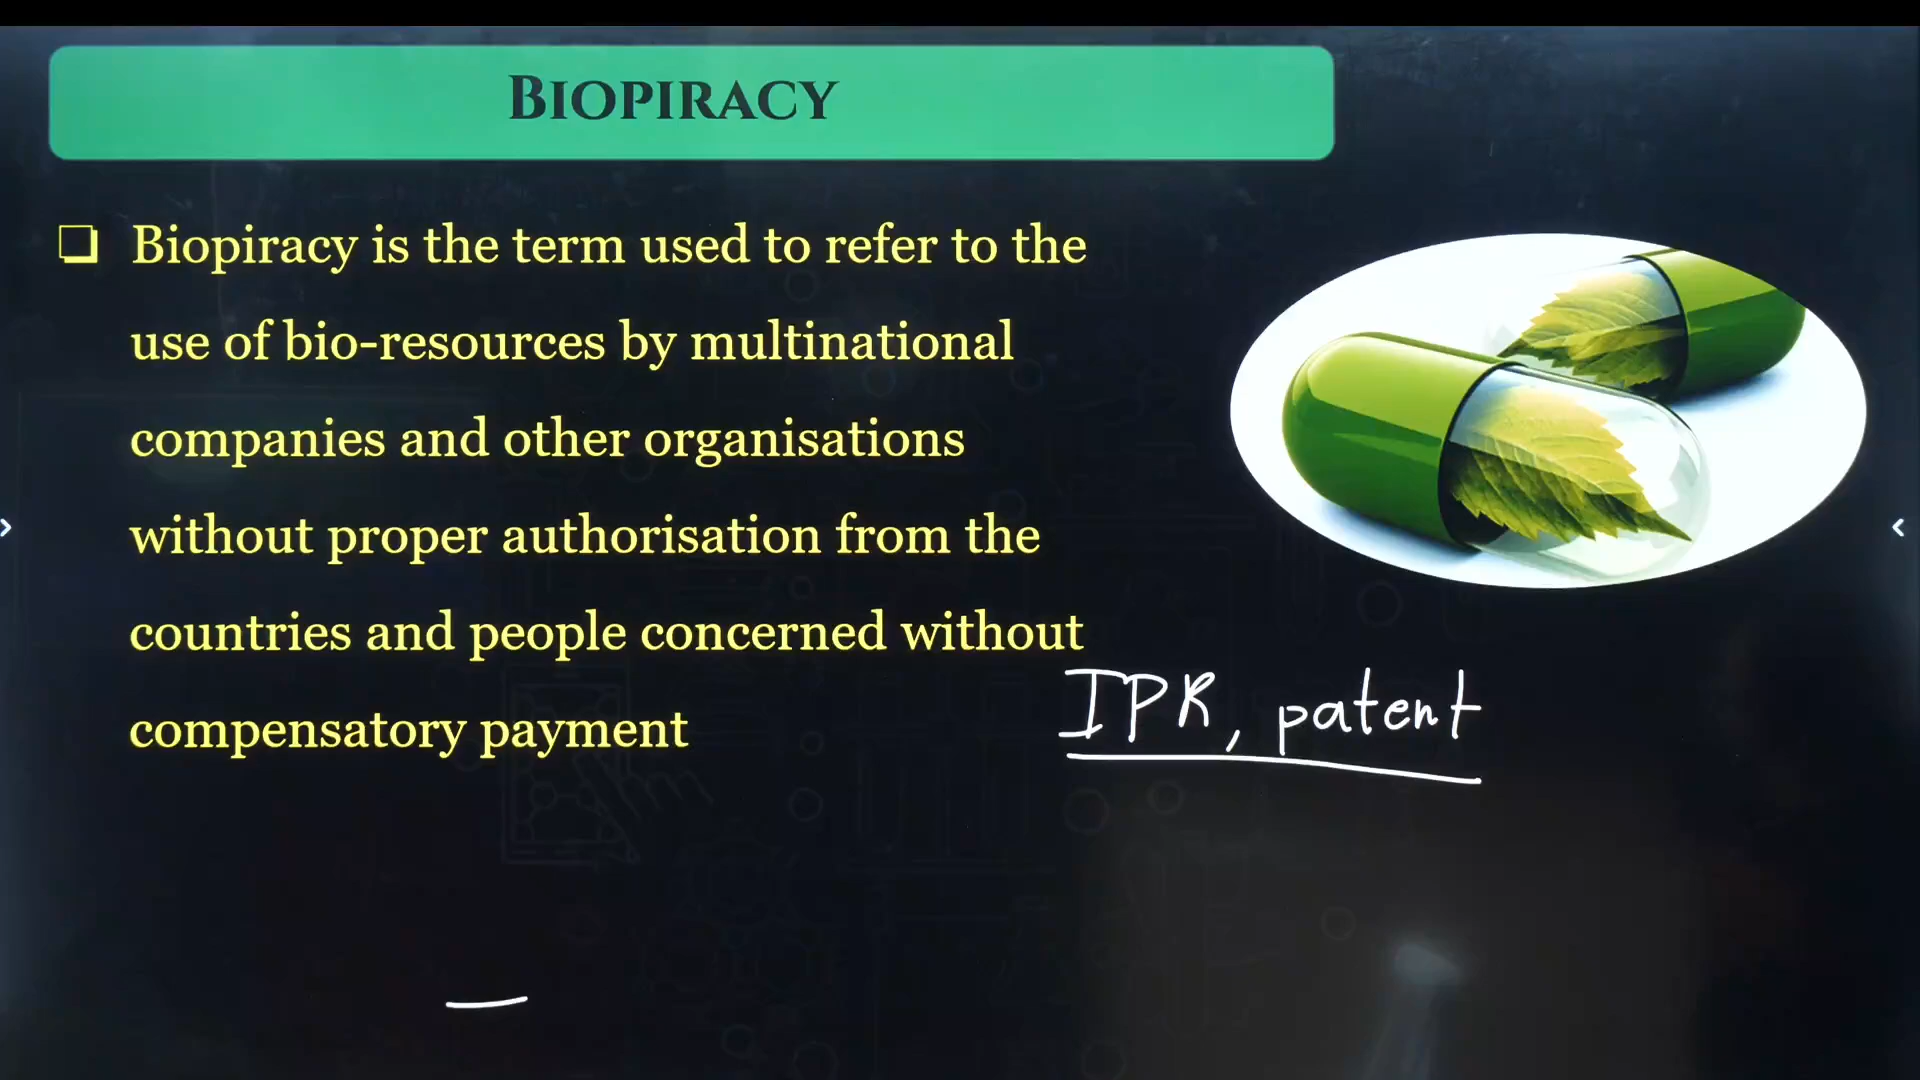 BIOPIRACY
❑ Biopiracy is the term used to refer to the
use of bio-resources by multinational
companies and other organisations
without proper authorisation from the
countries and people concerned without
compensatory payment
IPR, patent